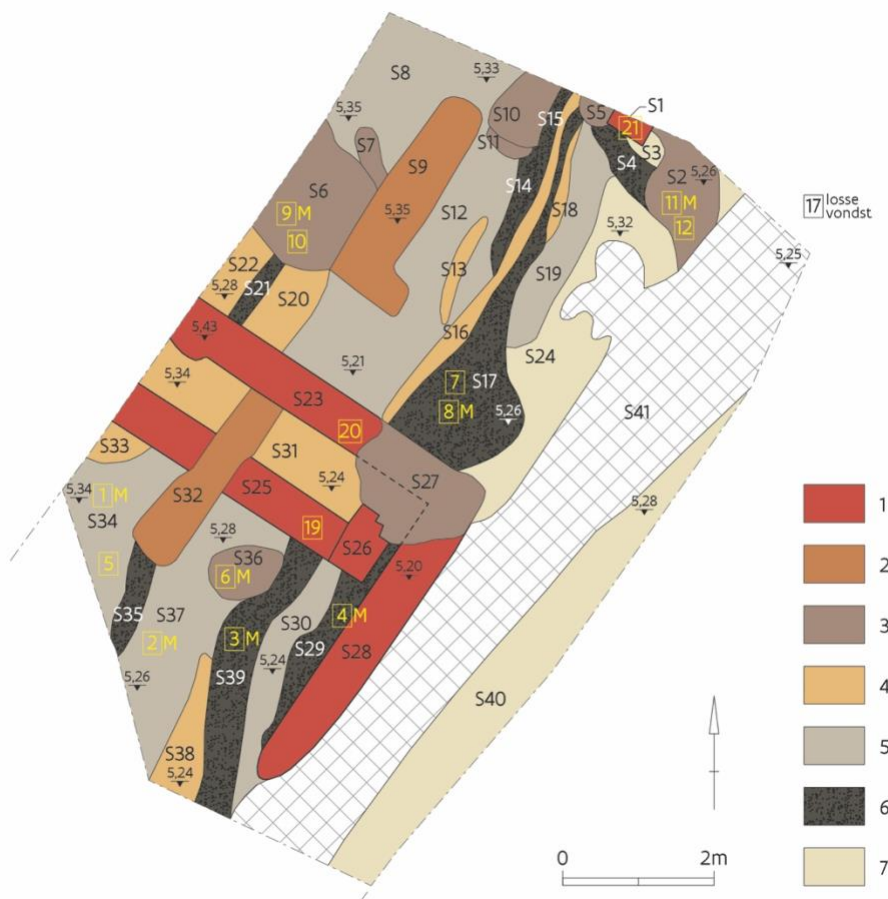 S8
5,33
5,35
S10
S15
S5
S1
21
S7
S11
S4
S3
S9
S6
S14
S2
5,26
9 M
5,35
S12
S18
11 M
17 losse
vondst
10
12
5,32
5,25
S22
S13
S19
5,28
S21
S20
S16
5,43
S24
5,21
5,34
7
S17
S23
8 M
5,26
S41
20
S33
S31
S27
5,24
5,34
1 M
S32
S25
5,28
S34
19
1
5,28
S26
5
S36
2
6 M
5,20
S35
S37
S30
4 M
3
2 M
3 M
S29
S28
5,24
5,26
S39
4
S40
S38
5
5,24
6
0
2m
7